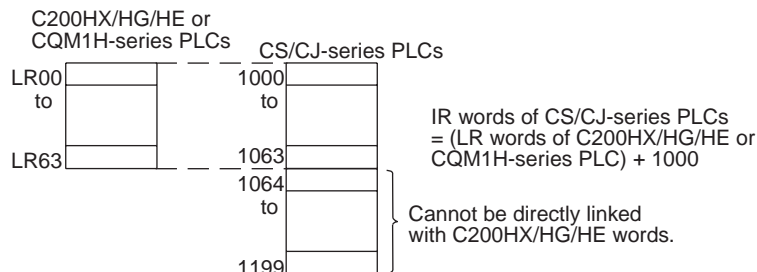 C200HX/HG/HE or
CQM1H-series PLCs
CS/CJ-series PLCs
LR00
to
LR63
1000
to
1063
1064
to
1199
IR words of CS/CJ-series PLCs
= (LR words of C200HX/HG/HE or
CQM1H-series PLC) + 1000
Cannot be directly linked
with C200HX/HG/HE words.